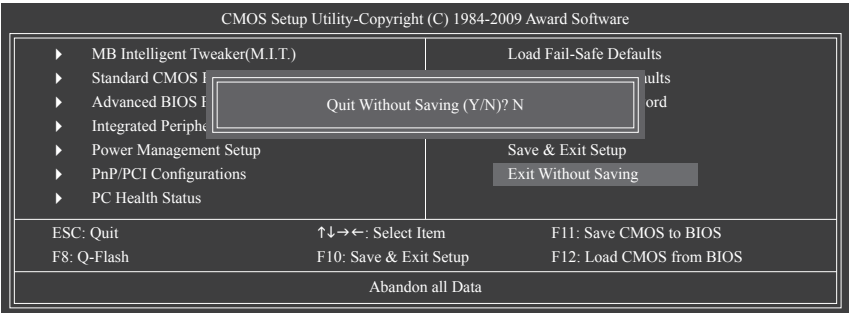 CMOS Setup Utility-Copyright (C) 1984-2009 Award Software
MB Intelligent Tweaker(M.I.T.)
Standard CMOS
Advanced BIOS
Integrated
Power Management Setup
PnP/PCI Configurations
PC Health Status
Load Fail-Safe Defaults
Save & Exit Setup
Exit Without Saving
Quit Without Saving (Y/N)? N
ESC: Quit ↑↓→←: Select Item F11: Save CMOS to BIOS
F8: Q-Flash F10: Save & Exit Setup F12: Load CMOS from BIOS
Abandon all Data